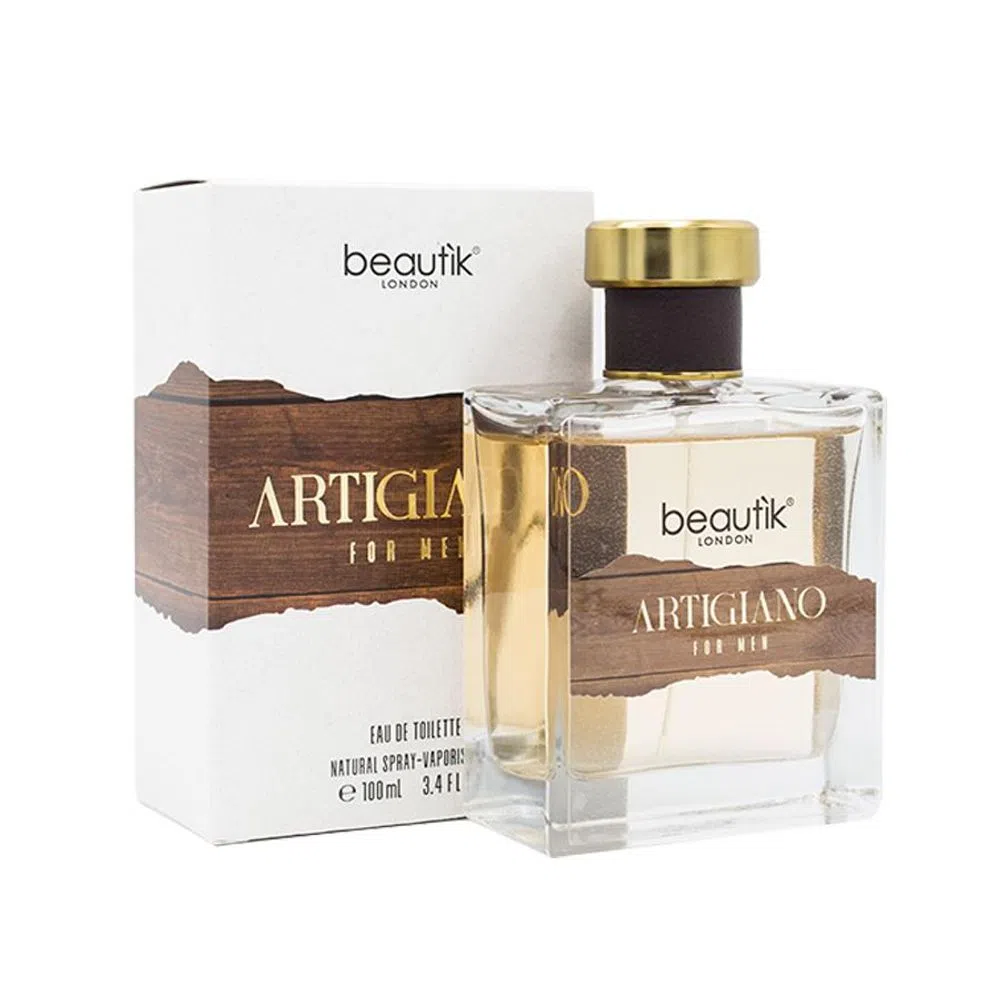 beautìk®
LONDON
ARTIGIA
FOR MEN
EAU DE TOILETTE
NATURAL SPRAY-VAPORIS
℮ 100mL 3.4 FL
beautìk®
LONDON
ARTIGIANO
FOR MEN